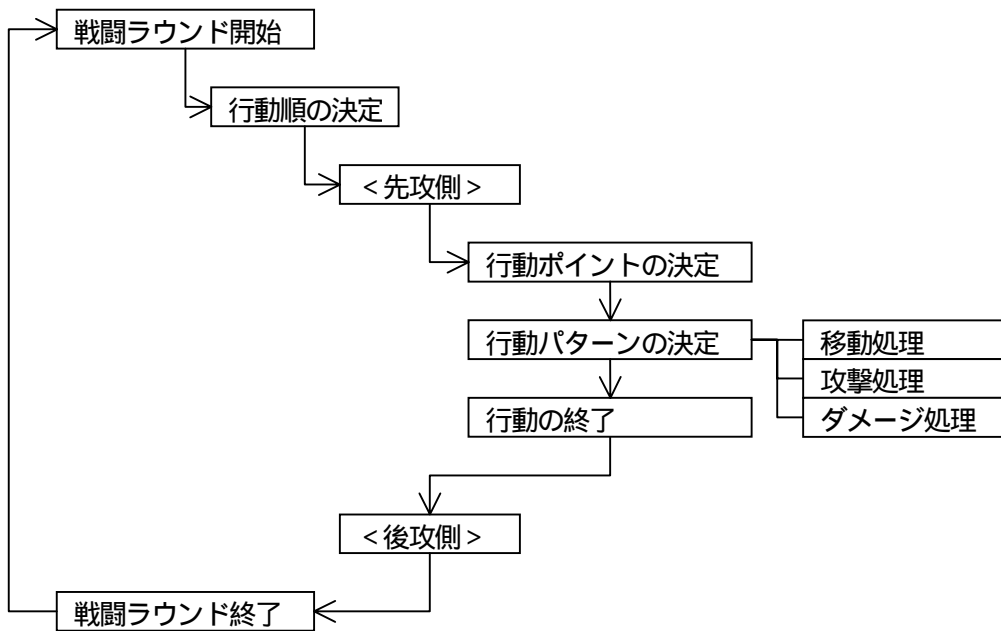 戦闘ラウンド開始
行動順の決定
<先攻側>
行動ポイントの決定
行動パターンの決定
移動処理
攻撃処理
ダメージ処理
行動の終了
<後攻側>
戦闘ラウンド終了